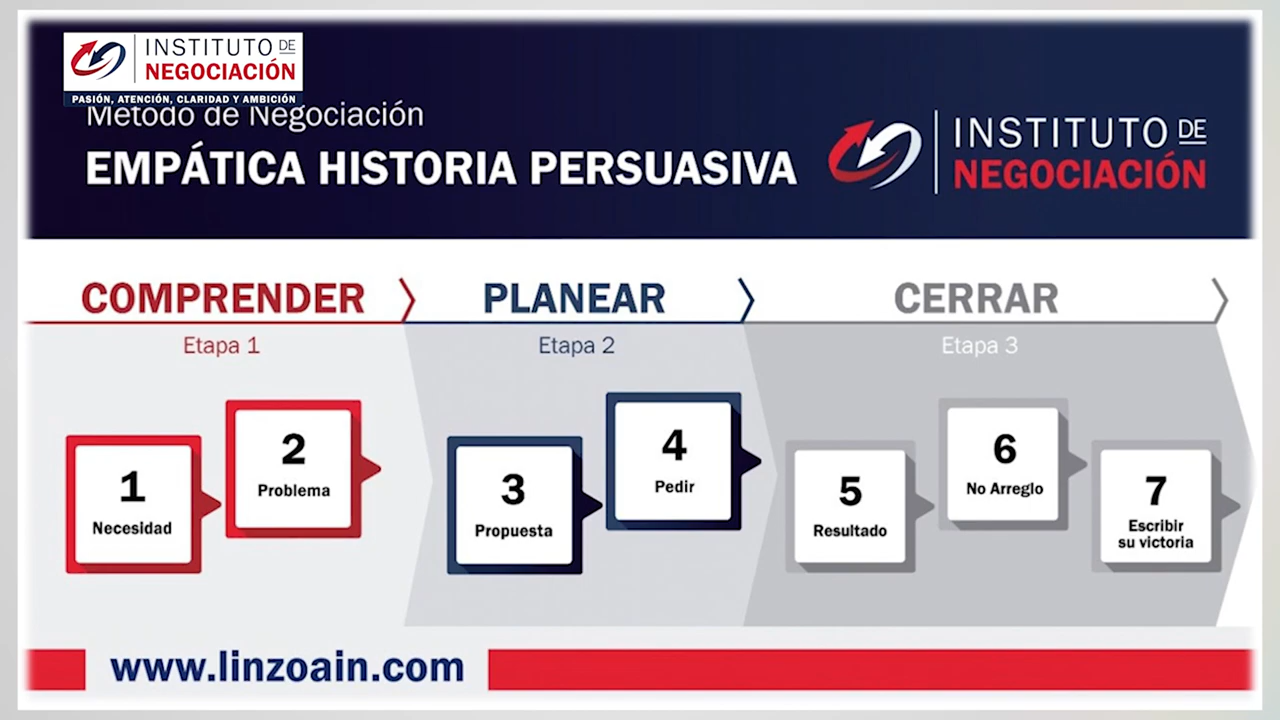 INSTITUTO DE
NEGOCIACIÓN
PASIÓN, ATENCIÓN, CLARIDAD Y AMBICIÓN
Método de Negociación
EMPÁTICA HISTORIA PERSUASIVA
INSTITUTO DE
NEGOCIACIÓN
COMPRENDER
PLANEAR
CERRAR
Etapa 1
Etapa 2
Etapa 3
1
Necesidad
2
Problema
3
Propuesta
4
Pedir
5
Resultado
6
No Arreglo
7
Escribir
su victoria
www.linzoain.com